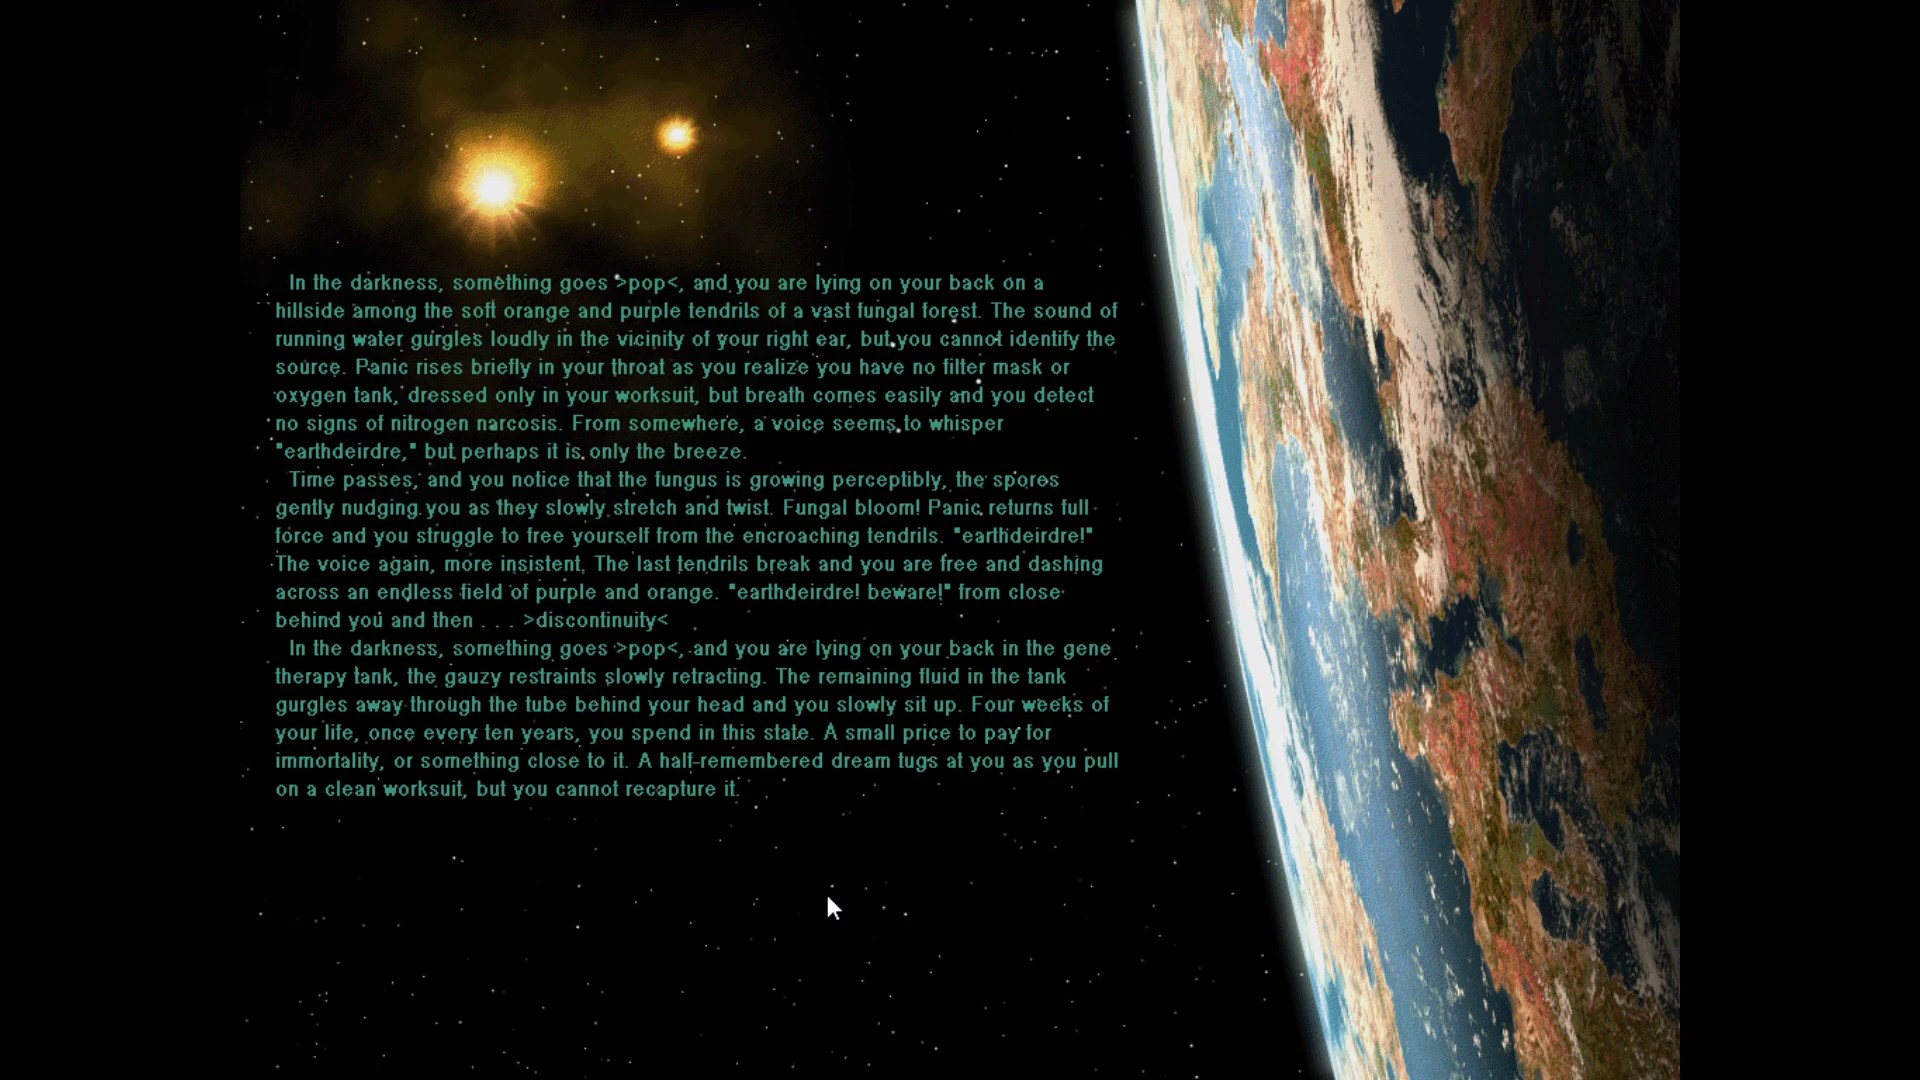 In the darkness, something goes >pop<, and you are lying on your back on a
hillside among the soft orange and purple tendrils of a vast fungal forest. The sound of
running water gurgles loudly in the vicinity of your right ear, but you cannot identify the
source. Panic rises briefly in your throat as you realize you have no filter mask or
oxygen tank, dressed only in your worksuit, but breath comes easily and you detect
no signs of nitrogen narcosis. From somewhere, a voice seems to whisper
"earthdeirdre," but perhaps it is only the breeze.
Time passes, and you notice that the fungus is growing perceptibly, the spores
gently nudging you as they slowly stretch and twist. Fungal bloom! Panic returns full
force and you struggle to free yourself from the encroaching tendrils. "earthdeirdre!"
The voice again, more insistent. The last tendrils break and you are free and dashing
across an endless field of purple and orange. "earthdeirdre! beware!" from close
behind you and then . . . >discontinuity<
In the darkness, something goes >pop<, and you are lying on your back in the gene
therapy tank, the gauzy restraints slowly retracting. The remaining fluid in the tank
gurgles away through the tube behind your head and you slowly sit up. Four weeks of
your life, once every ten years, you spend in this state. A small price to pay for
immortality, or something close to it. A half-remembered dream tugs at you as you pull
on a clean worksuit, but you cannot recapture it.